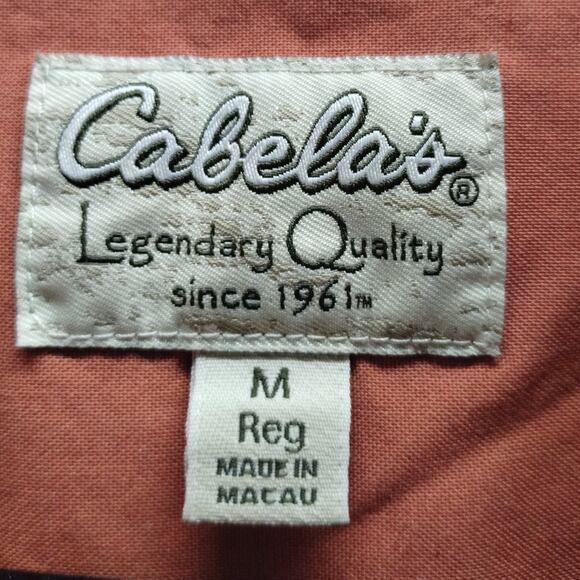 Cabela's®
Legendary Quality
since 1961™
M
Reg
MADE IN
MACAU